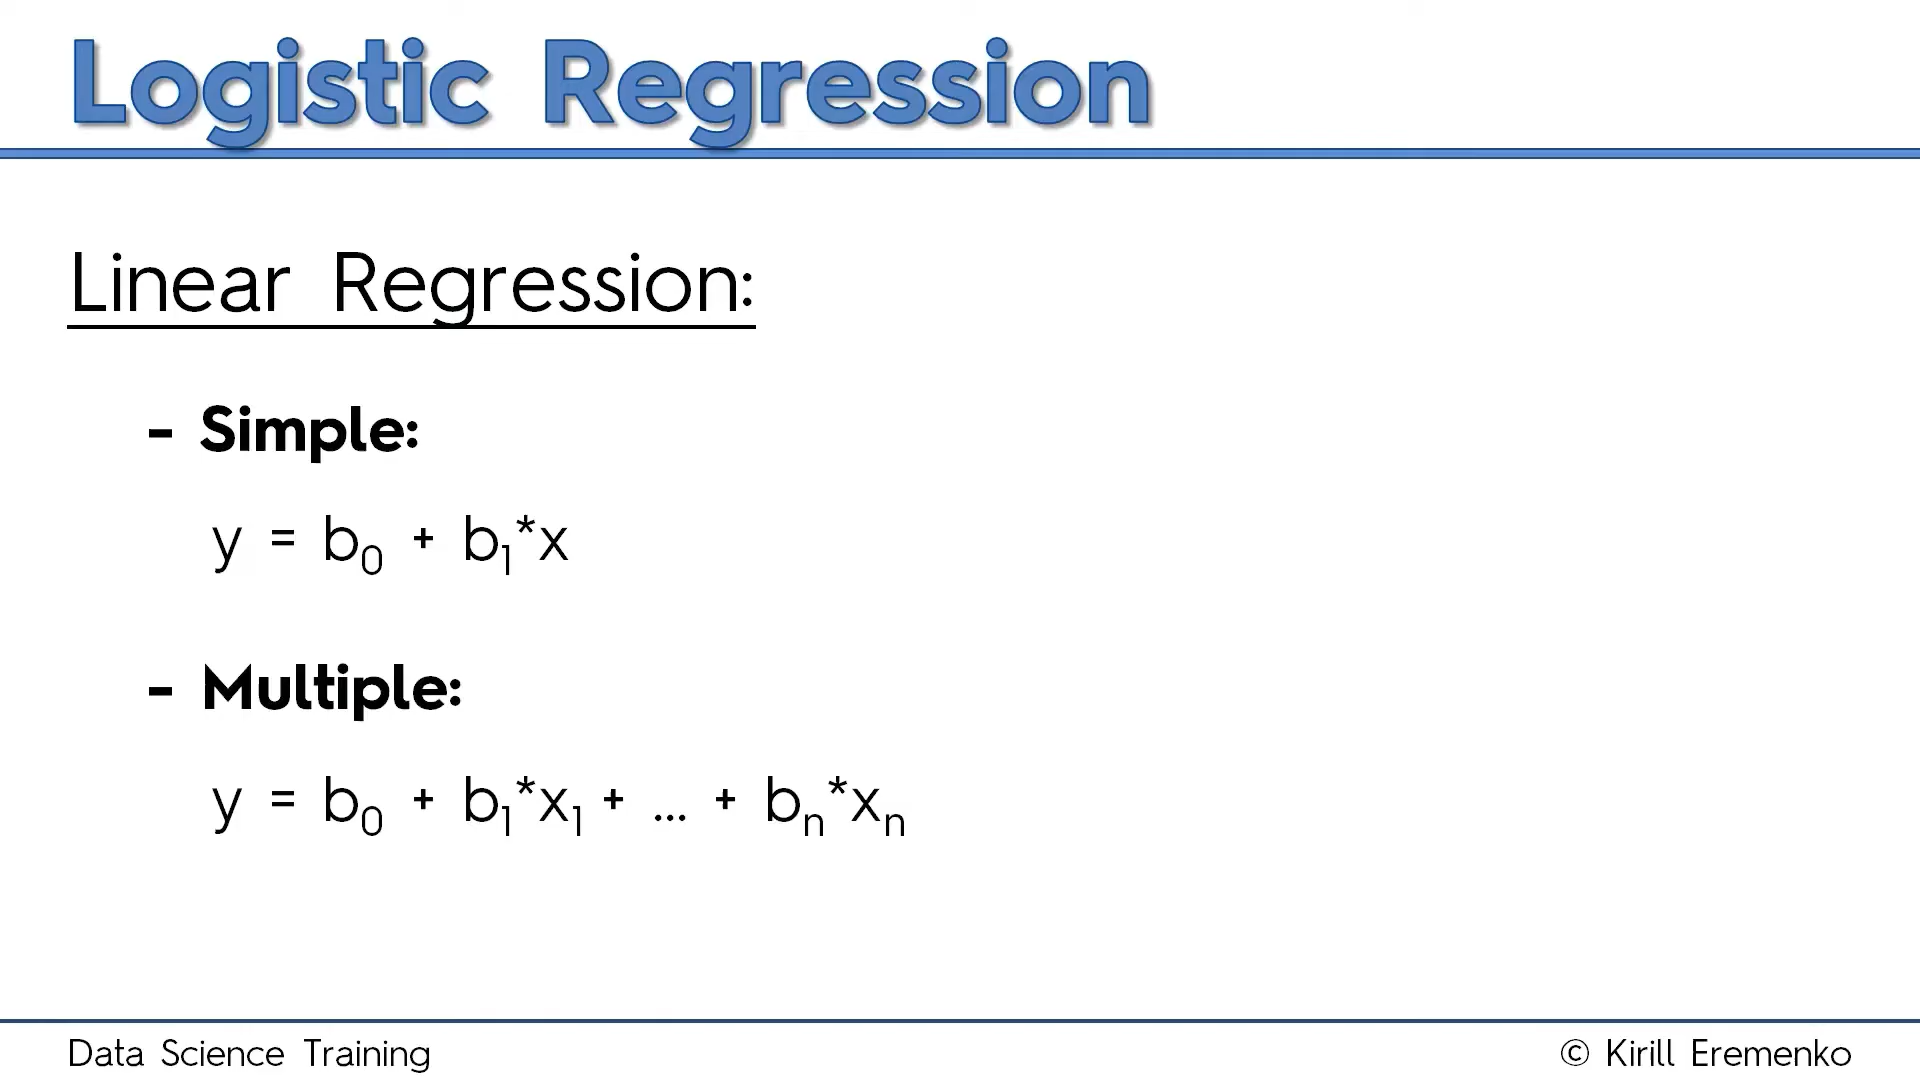 Logistic Regression
Linear Regression:
- Simple:
y = b₀ + b₁*x
- Multiple:
y = b₀ + b₁*x₁ + ... + bₙ*xₙ
Data Science Training
© Kirill Eremenko